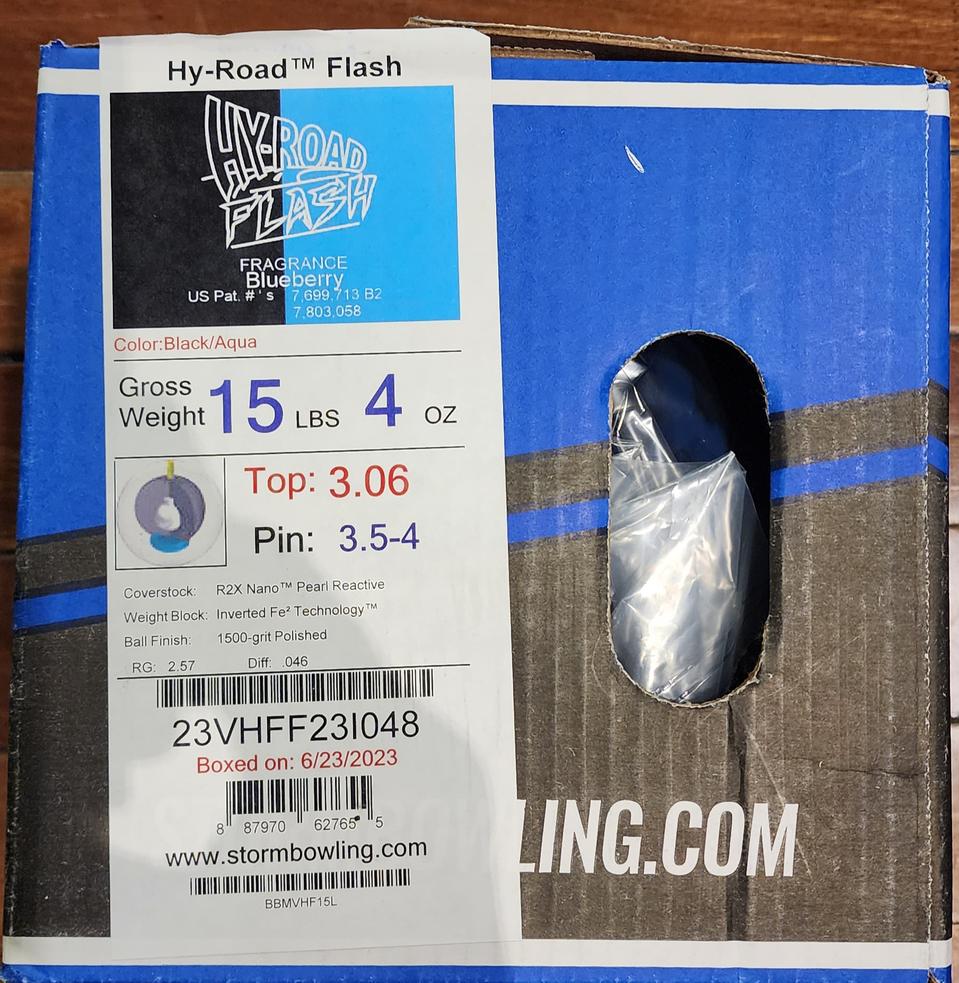 Hy-Road™ Flash
HY-ROAD
FLASH
FRAGRANCE
Blueberry
US Pat. #'s 7,699,713 B2
7,803,058
Color:Black/Aqua
Gross
Weight 15 LBS 4 OZ
Top: 3.06
Pin: 3.5-4
Coverstock: R2X Nano™ Pearl Reactive
Weight Block: Inverted Fe² Technology™
Ball Finish: 1500-grit Polished
RG: 2.57 Diff: .046
23VHFF23I048
Boxed on: 6/23/2023
8 87970 62765 5
www.stormbowling.com
BBMVHF15L
LING.COM